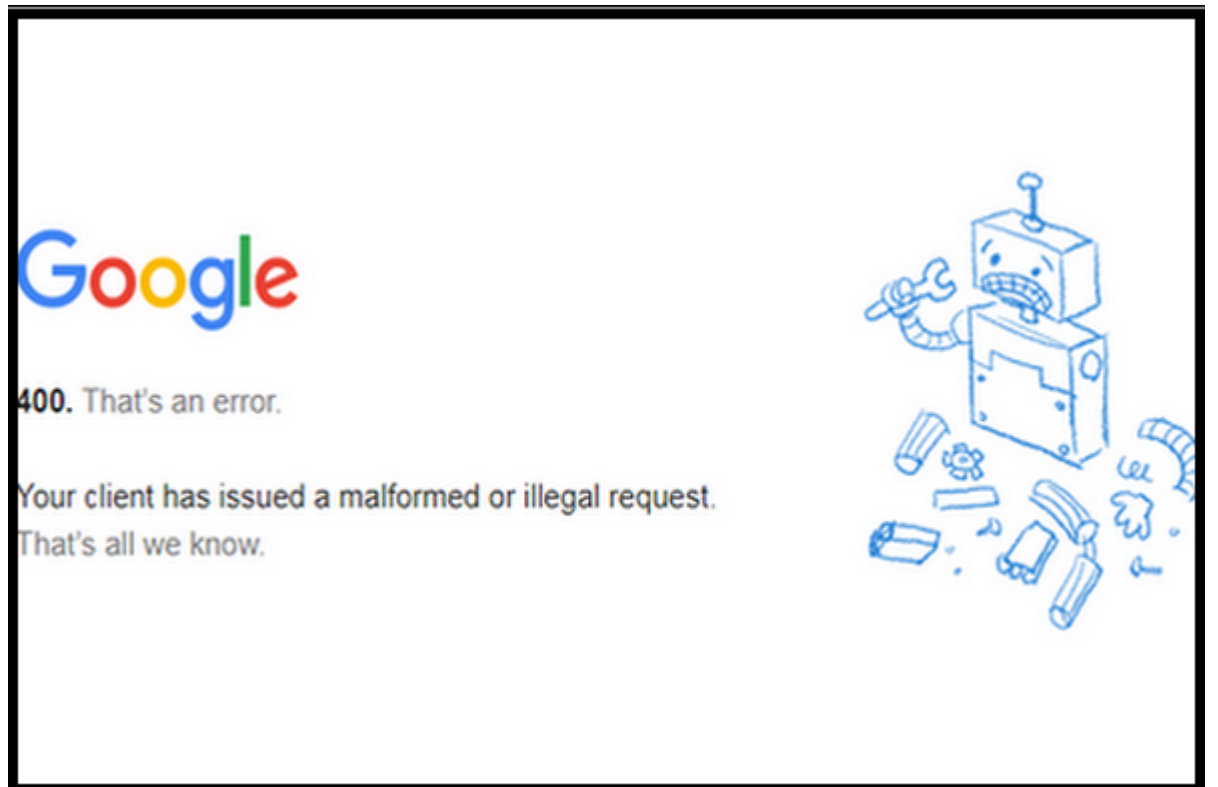 Google
400. That's an error.
Your client has issued a malformed or illegal request.
That's all we know.